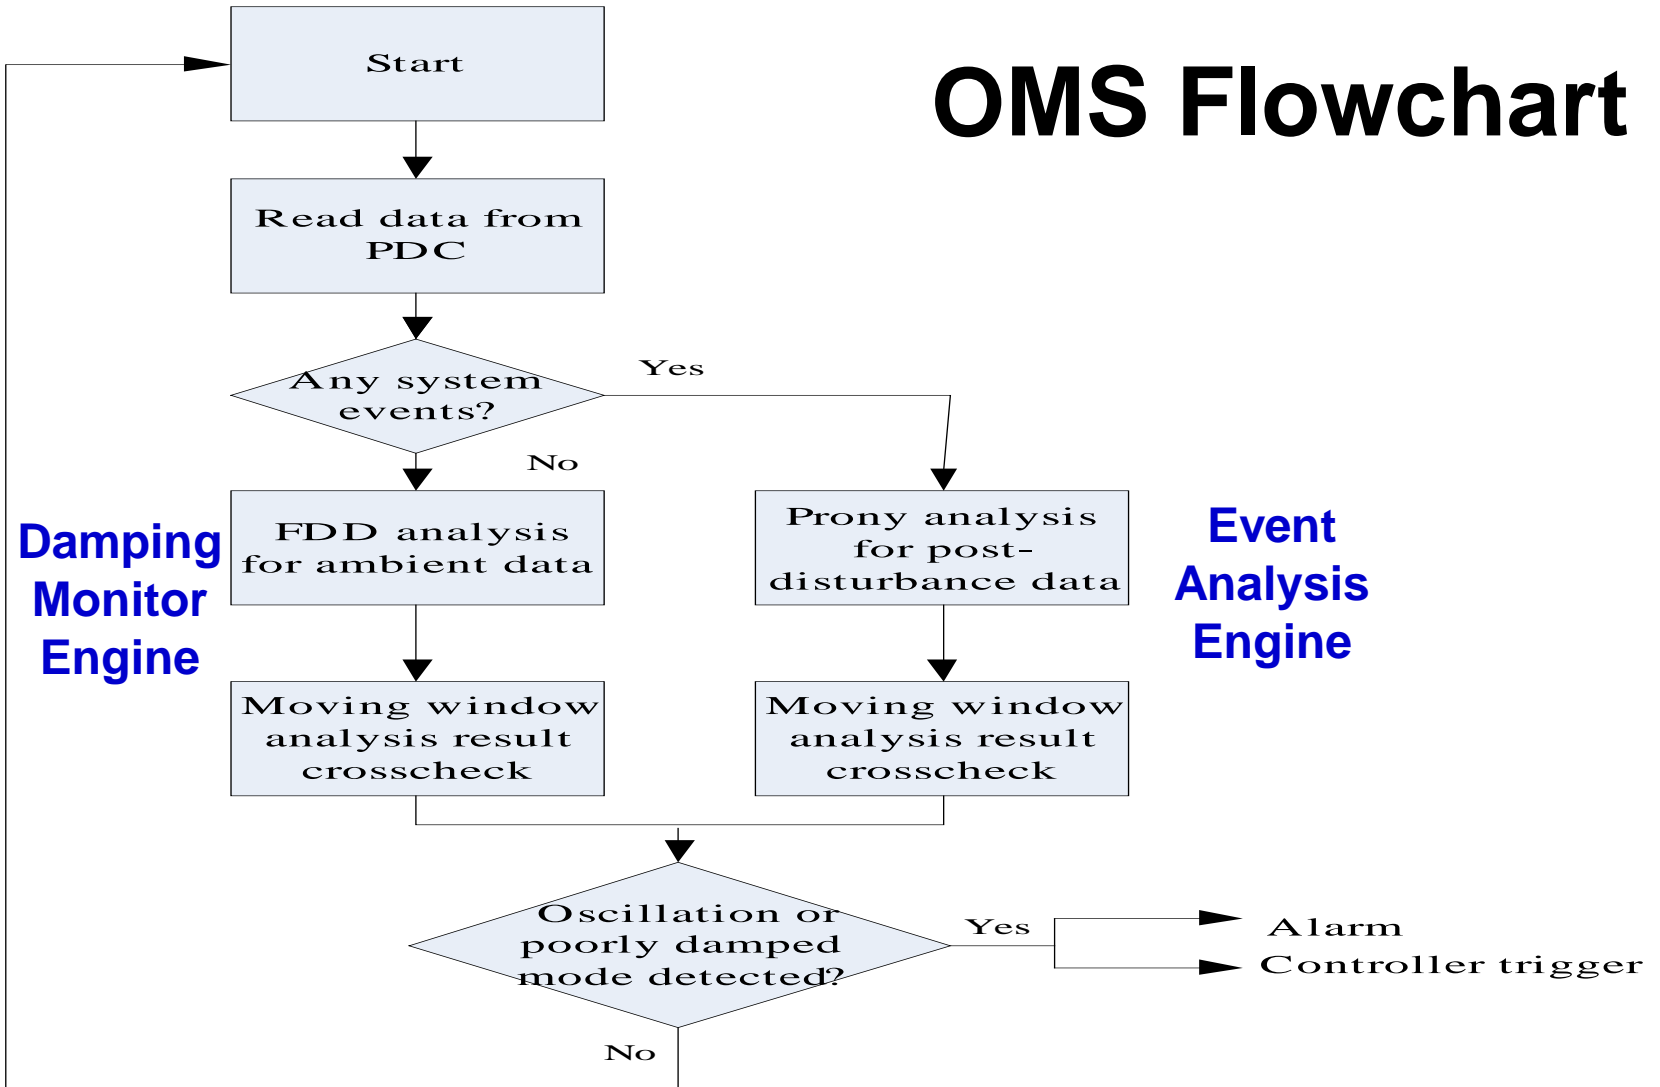 OMS Flowchart
Start
Read data from
PDC
Any system
events?
Yes
No
Damping
Monitor
Engine
FDD analysis
for ambient data
Prony analysis
for post-
disturbance data
Event
Analysis
Engine
Moving window
analysis result
crosscheck
Moving window
analysis result
crosscheck
Oscillation or
poorly damped
mode detected?
Yes
Alarm
Controller trigger
No